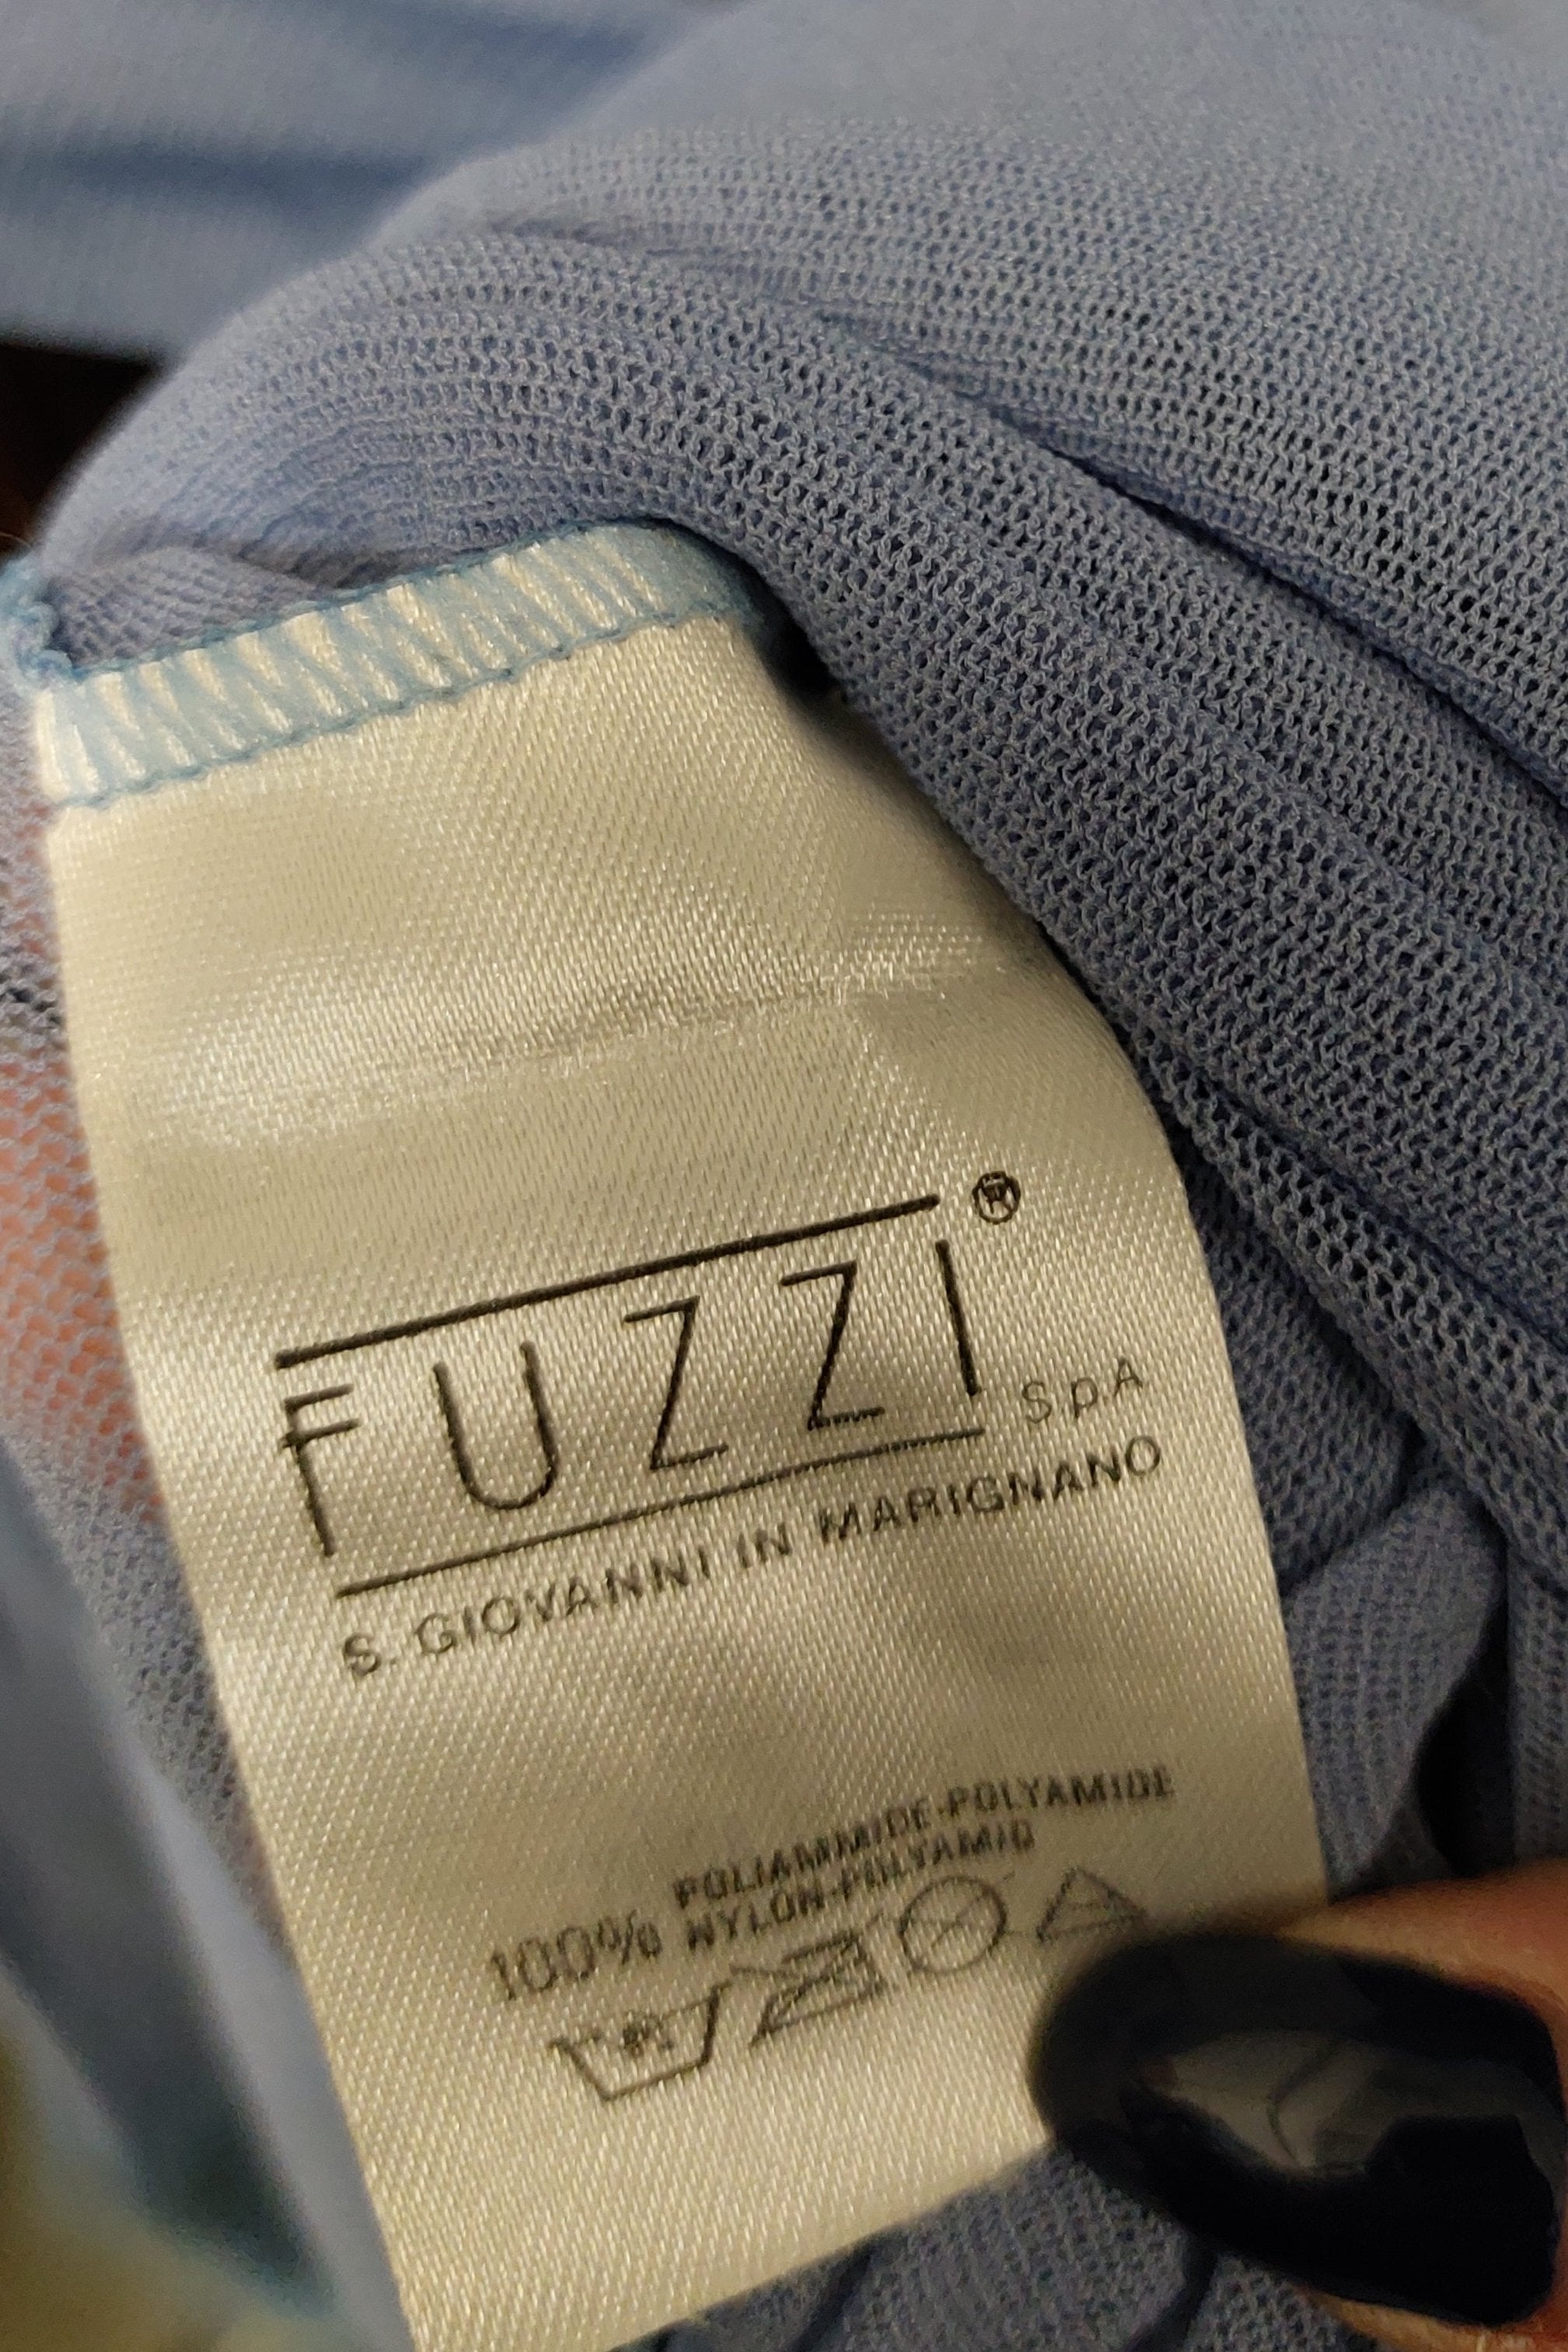 FUZZI®
SpA
S. GIOVANNI IN MARIGNANO
POLIAMMIDE-POLYAMIDE
100% NYLON-POLYAMID